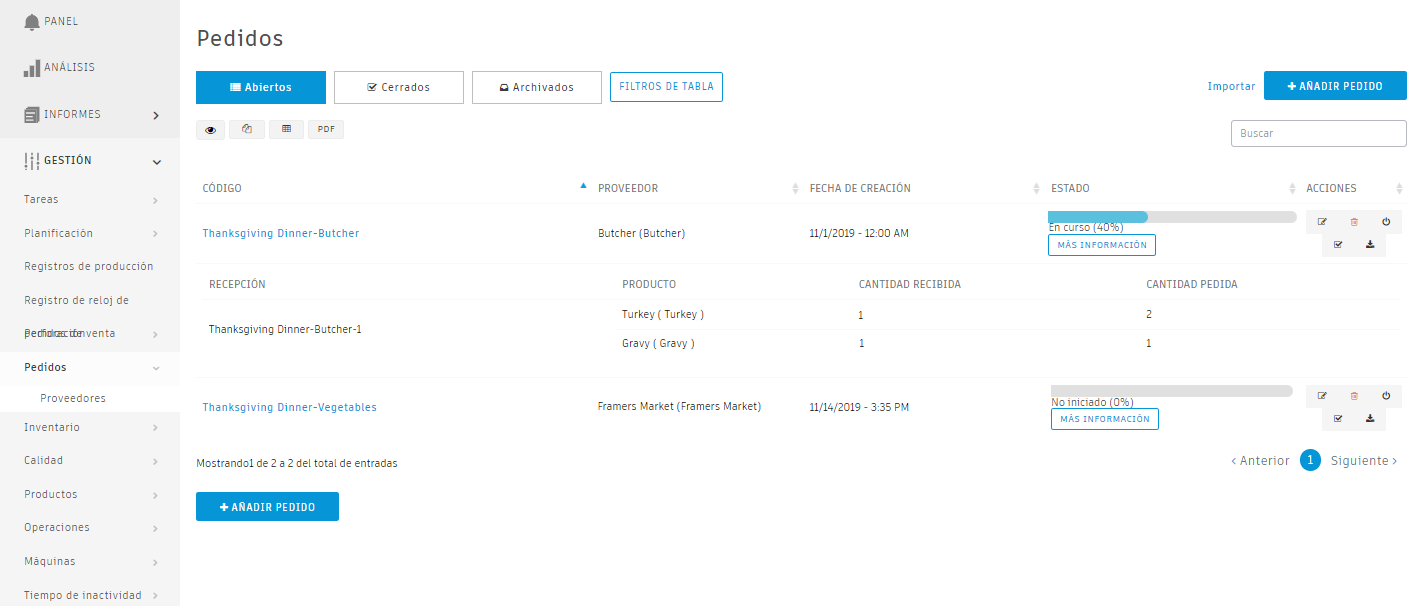 PANEL
ANÁLISIS
INFORMES
GESTIÓN
Tareas
Planificación
Registros de producción
Registro de reloj de
perforación
Pedidos de venta
Pedidos
Proveedores
Inventario
Calidad
Productos
Operaciones
Máquinas
Tiempo de inactividad
Pedidos
Abiertos Cerrados Archivados FILTROS DE TABLA Importar AÑADIR PEDIDO
PDF Buscar
CÓDIGO PROVEEDOR FECHA DE CREACIÓN ESTADO ACCIONES
Thanksgiving Dinner-Butcher Butcher (Butcher) 11/1/2019 - 12:00 AM En curso (40%)
MÁS INFORMACIÓN
RECEPCIÓN PRODUCTO CANTIDAD RECIBIDA CANTIDAD PEDIDA
Thanksgiving Dinner-Butcher-1 Turkey ( Turkey ) 1 2
Gravy ( Gravy ) 1 1
Thanksgiving Dinner-Vegetables Framers Market (Framers Market) 11/14/2019 - 3:35 PM No iniciado (0%)
MÁS INFORMACIÓN
Mostrando1 de 2 a 2 del total de entradas < Anterior 1 Siguiente >
AÑADIR PEDIDO